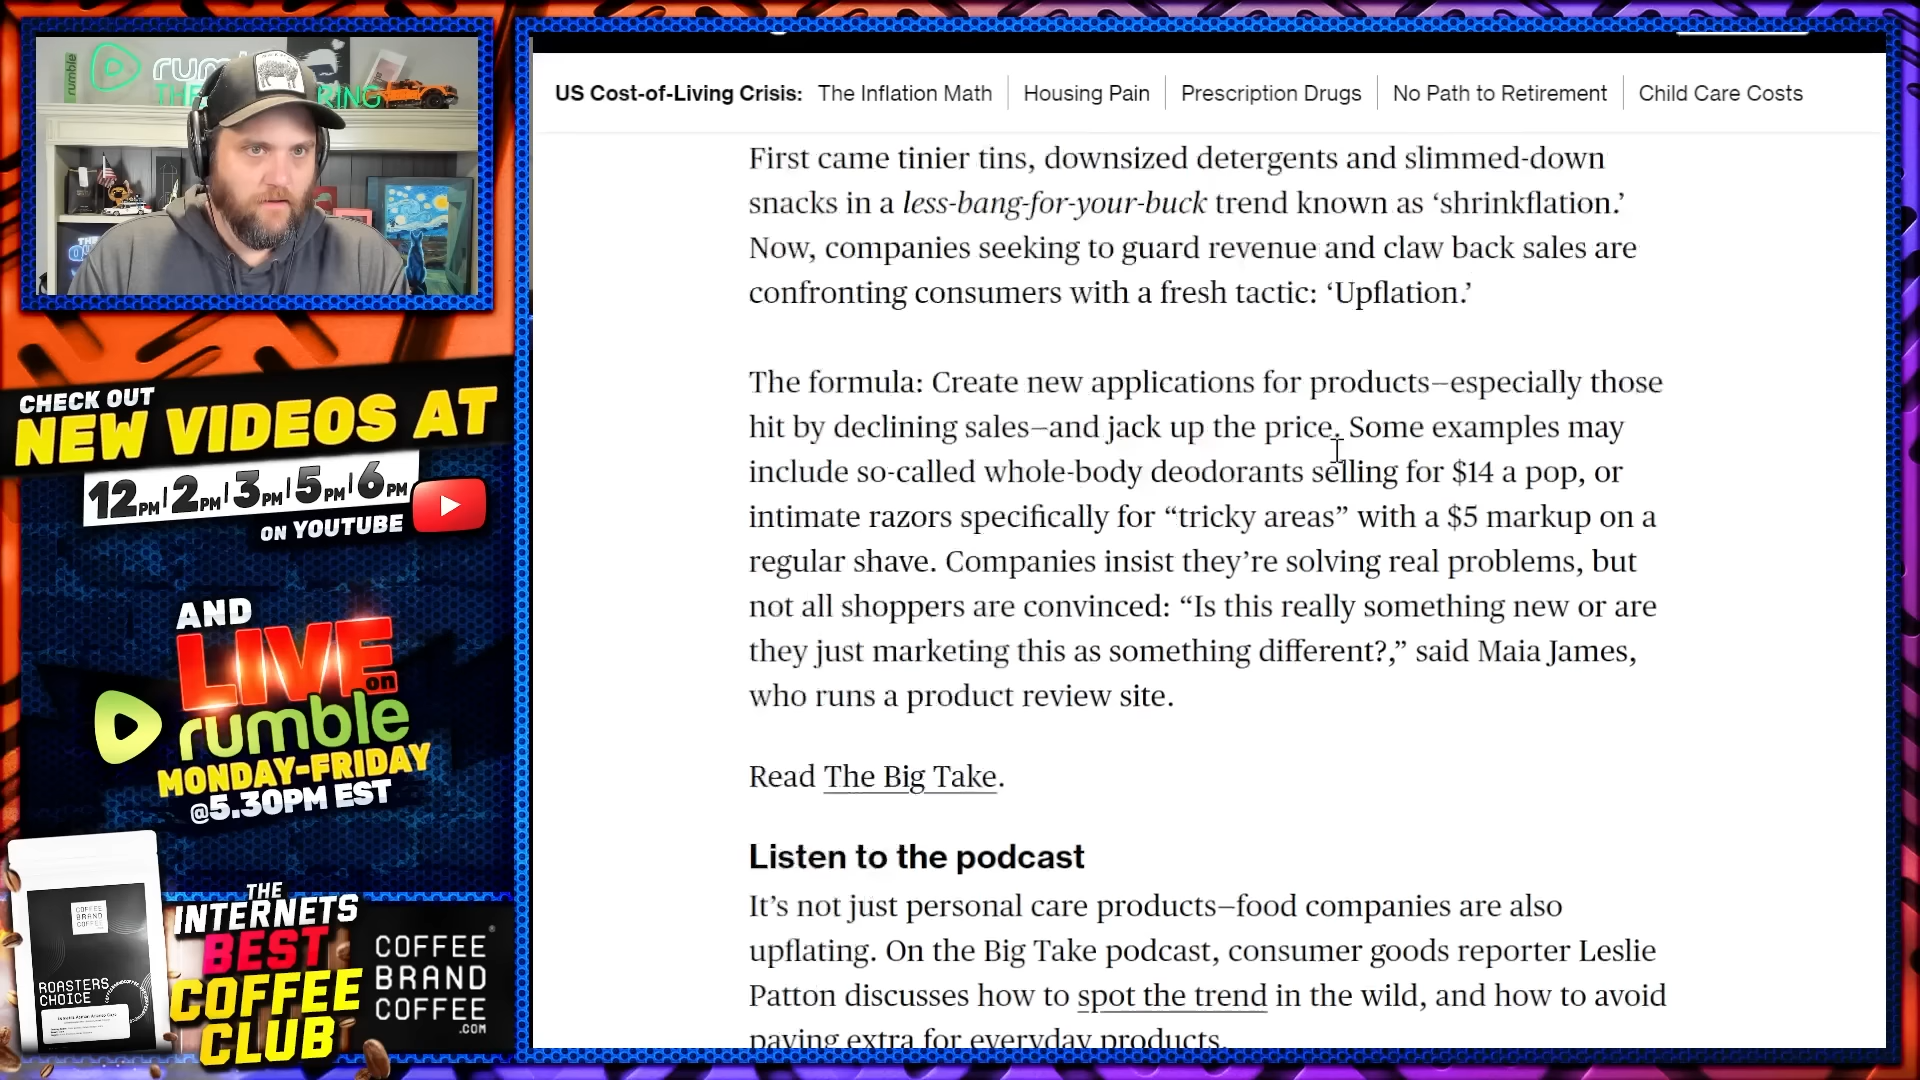 rumble
rum
THE
RING
CHECK OUT
NEW VIDEOS AT
12PM | 2PM | 3PM | 5PM | 6PM
ON YOUTUBE
AND
LIVE
on
rumble
MONDAY-FRIDAY
@5.30PM EST
COFFEE
BRAND
COFFEE
ROASTERS
CHOICE
THE
INTERNETS
BEST
COFFEE
CLUB
COFFEE®
BRAND
COFFEE
.COM
US Cost-of-Living Crisis: The Inflation Math | Housing Pain | Prescription Drugs | No Path to Retirement | Child Care Costs
First came tinier tins, downsized detergents and slimmed-down
snacks in a less-bang-for-your-buck trend known as ‘shrinkflation.’
Now, companies seeking to guard revenue and claw back sales are
confronting consumers with a fresh tactic: ‘Upflation.’
The formula: Create new applications for products—especially those
hit by declining sales—and jack up the price. Some examples may
include so-called whole-body deodorants selling for $14 a pop, or
intimate razors specifically for “tricky areas” with a $5 markup on a
regular shave. Companies insist they’re solving real problems, but
not all shoppers are convinced: “Is this really something new or are
they just marketing this as something different?,” said Maia James,
who runs a product review site.
Read The Big Take.
Listen to the podcast
It’s not just personal care products—food companies are also
upflating. On the Big Take podcast, consumer goods reporter Leslie
Patton discusses how to spot the trend in the wild, and how to avoid
paying extra for everyday products.